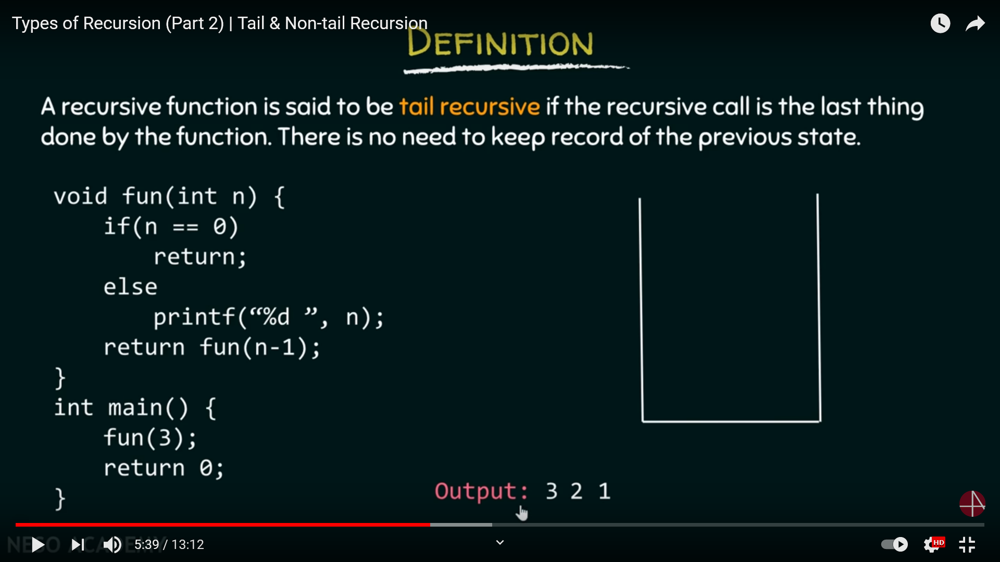 Types of Recursion (Part 2) | Tail & Non-tail Recursion
DEFINITION
A recursive function is said to be tail recursive if the recursive call is the last thing
done by the function. There is no need to keep record of the previous state.
void fun(int n) {
    if(n == 0)
        return;
    else
        printf(“%d ”, n);
    return fun(n-1);
}
int main() {
    fun(3);
    return 0;
}
Output: 3 2 1
NESO ACADEMY
5:39 / 13:12
HD